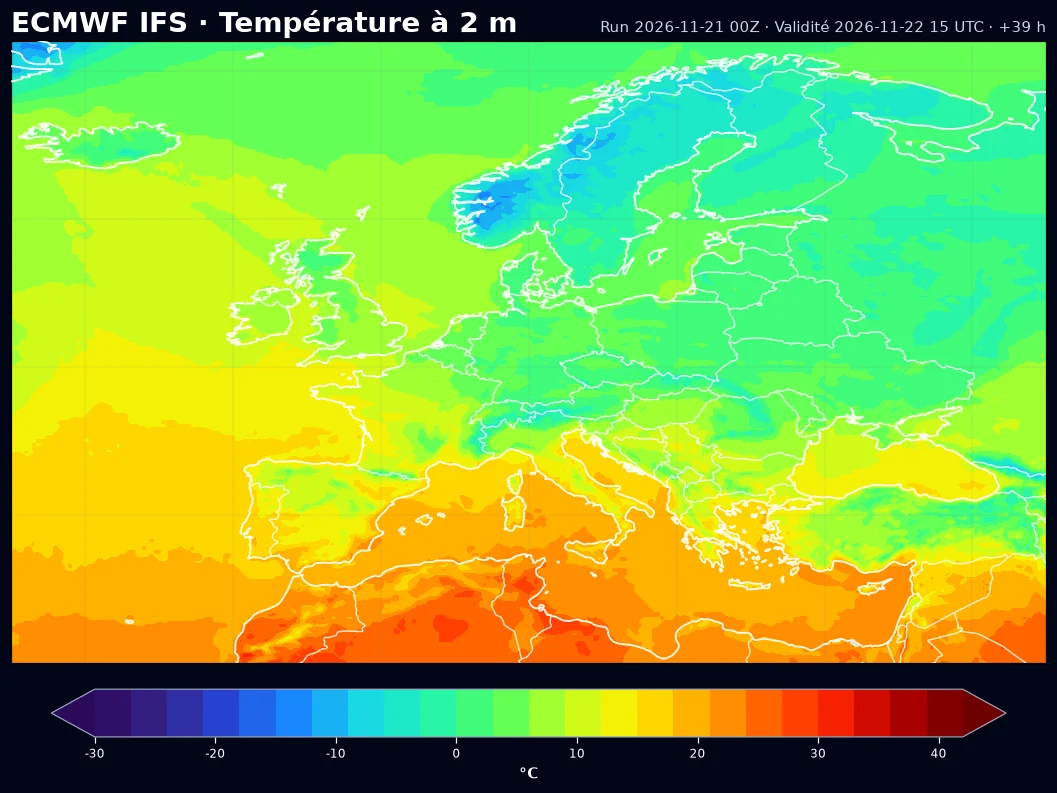 ECMWF IFS · Température à 2 m
Run 2026-11-21 00Z · Validité 2026-11-22 15 UTC · +39 h
-30 -20 -10 0 10 20 30 40
°C